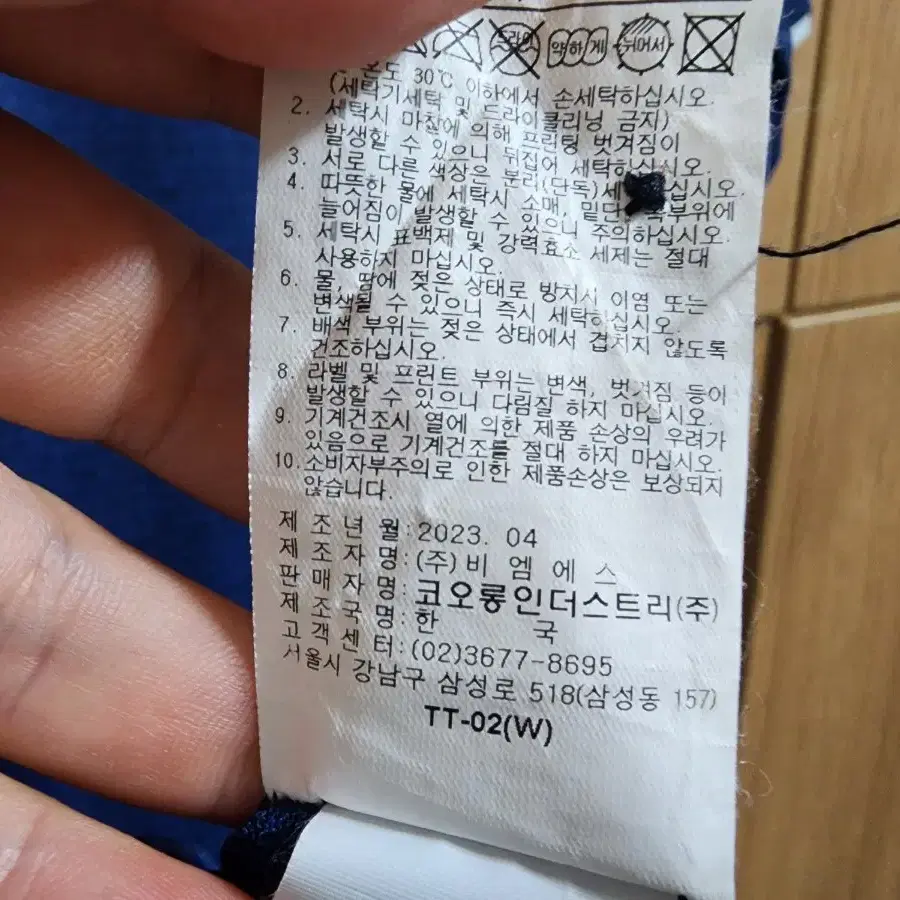 드라이 약하게 뉘어서
온도 30℃ 이하에서 손세탁하십시오.
(세탁기세탁 및 드라이클리닝 금지)
2. 세탁시 마찰에 의해 프린팅 벗겨짐이
발생할 수 있으니 뒤집어 세탁하십시오.
3. 서로 다른 색상은 분리(단독)세 십시오.
4. 따뜻한 물에 세탁시 소매, 밑단, 목부위에
늘어짐이 발생할 수 있으니 주의하십시오.
5. 세탁시 표백제 및 강력효소 세제는 절대
사용하지 마십시오.
6. 물, 땀에 젖은 상태로 방치시 이염 또는
변색될 수 있으니 즉시 세탁하십시오.
7. 배색 부위는 젖은 상태에서 겹치지 않도록
건조하십시오.
8. 라벨 및 프린트 부위는 변색, 벗겨짐 등이
발생할 수 있으니 다림질 하지 마십시오.
9. 기계건조시 열에 의한 제품 손상의 우려가
있음으로 기계건조를 절대 하지 마십시오.
10. 소비자부주의로 인한 제품손상은 보상되지
않습니다.
제 조 년 월: 2023. 04
제 조 자 명: (주) 비 엠 에 스
판 매 자 명: 코오롱인더스트리(주)
제 조 국 명: 한 국
고 객 센 터: (02)3677-8695
서울시 강남구 삼성로 518(삼성동 157)
TT-02(W)